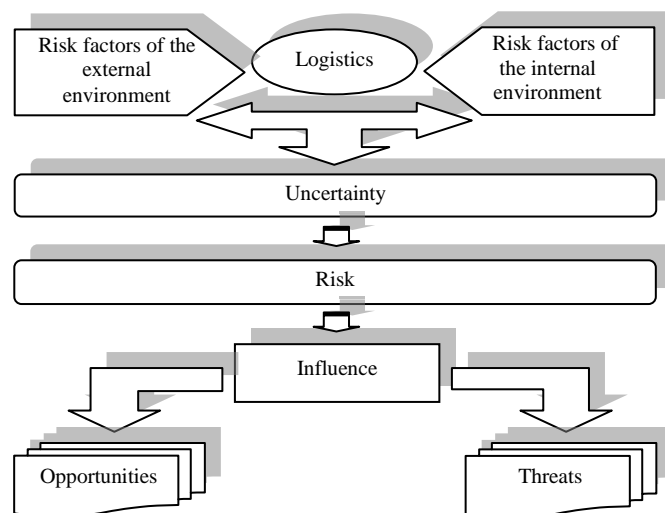 Risk factors of the
external
environment
Logistics
Risk factors of
the internal
environment
Uncertainty
Risk
Influence
Opportunities
Threats